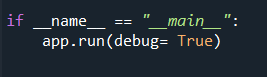 if __name__ == "__main__":
    app.run(debug= True)